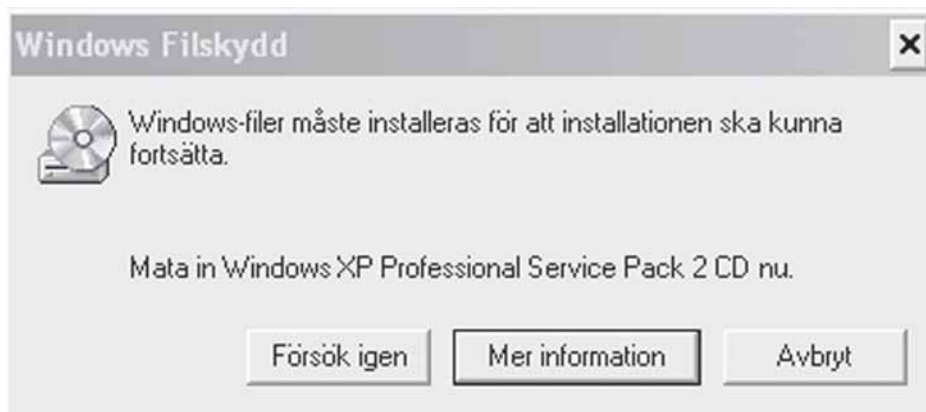 Windows Filskydd
Windows-filer måste installeras för att installationen ska kunna
fortsätta.
Mata in Windows XP Professional Service Pack 2 CD nu.
Försök igen
Mer information
Avbryt